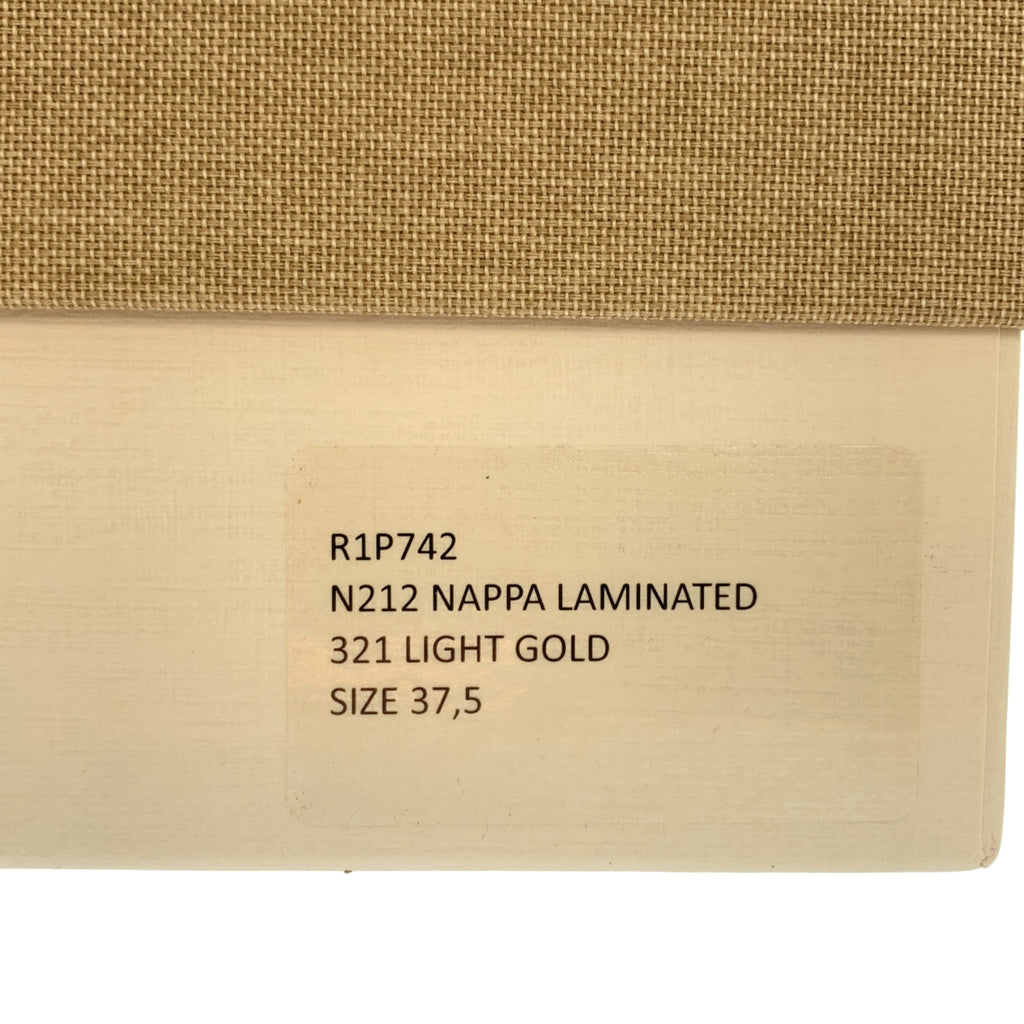 R1P742
N212 NAPPA LAMINATED
321 LIGHT GOLD
SIZE 37,5